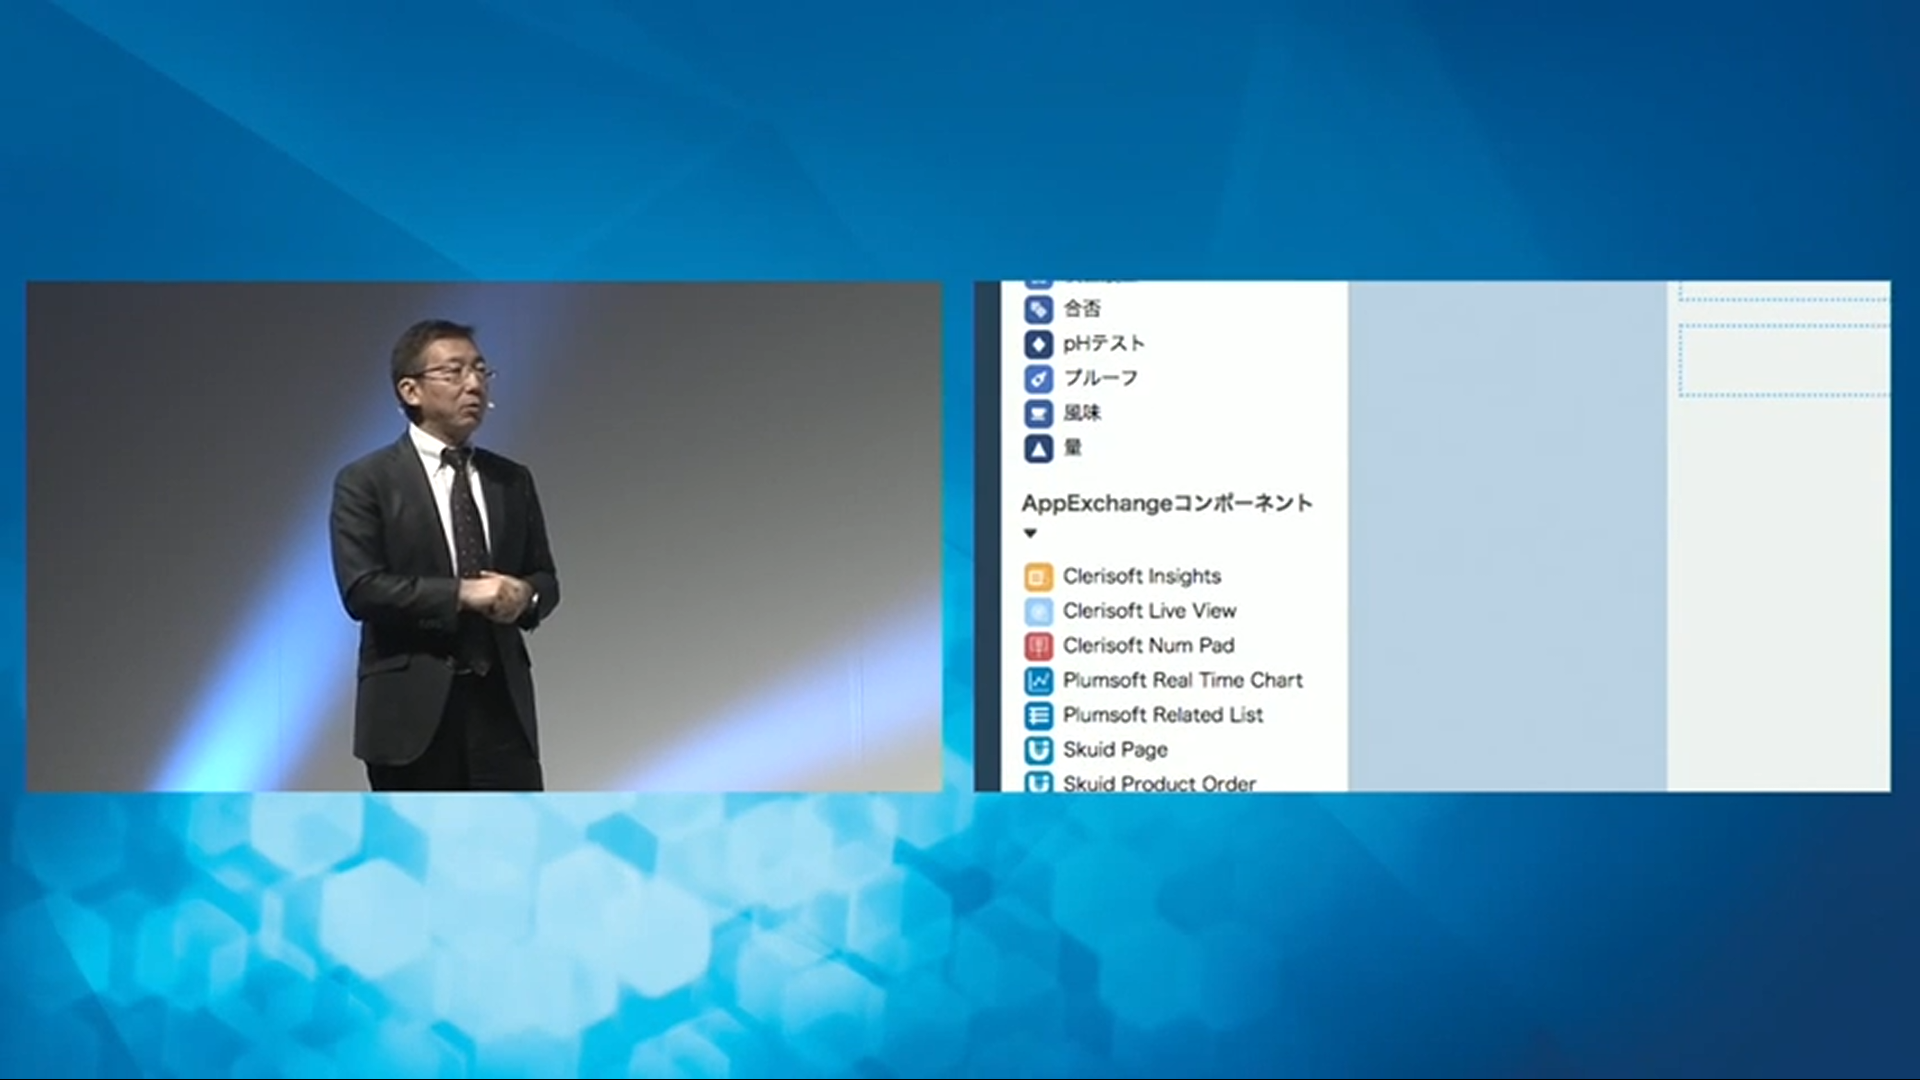 合否
pHテスト
プルーフ
風味
量
AppExchangeコンポーネント
Clerisoft Insights
Clerisoft Live View
Clerisoft Num Pad
Plumsoft Real Time Chart
Plumsoft Related List
Skuid Page
Skuid Product Order